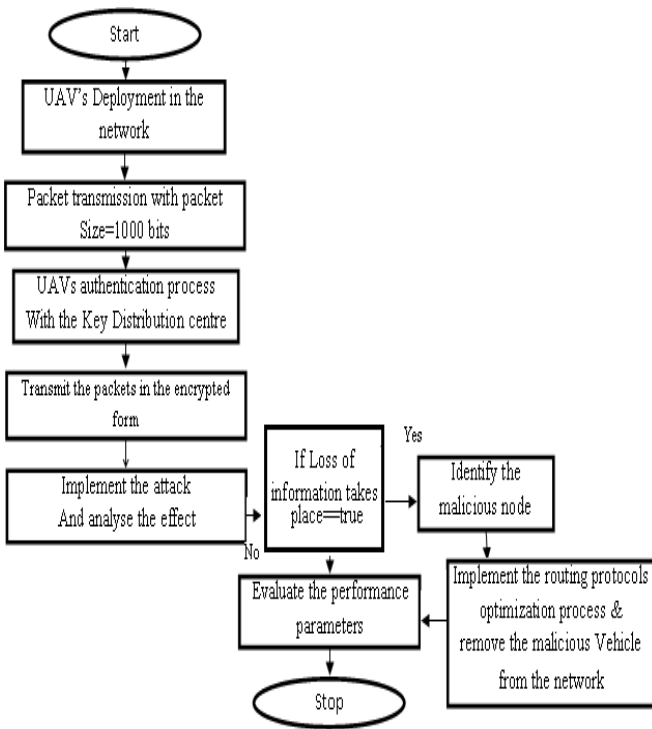 Start
UAV's Deployment in the
network
Packet transmission with packet
Size=1000 bits
UAVs authentication process
With the Key Distribution centre
Transmit the packets in the encrypted
form
Implement the attack
And analyse the effect
If Loss of
information takes
place==true
Yes
No
Identify the
malicious node
Implement the routing protocols
optimization process &
remove the malicious Vehicle
from the network
Evaluate the performance
parameters
Stop